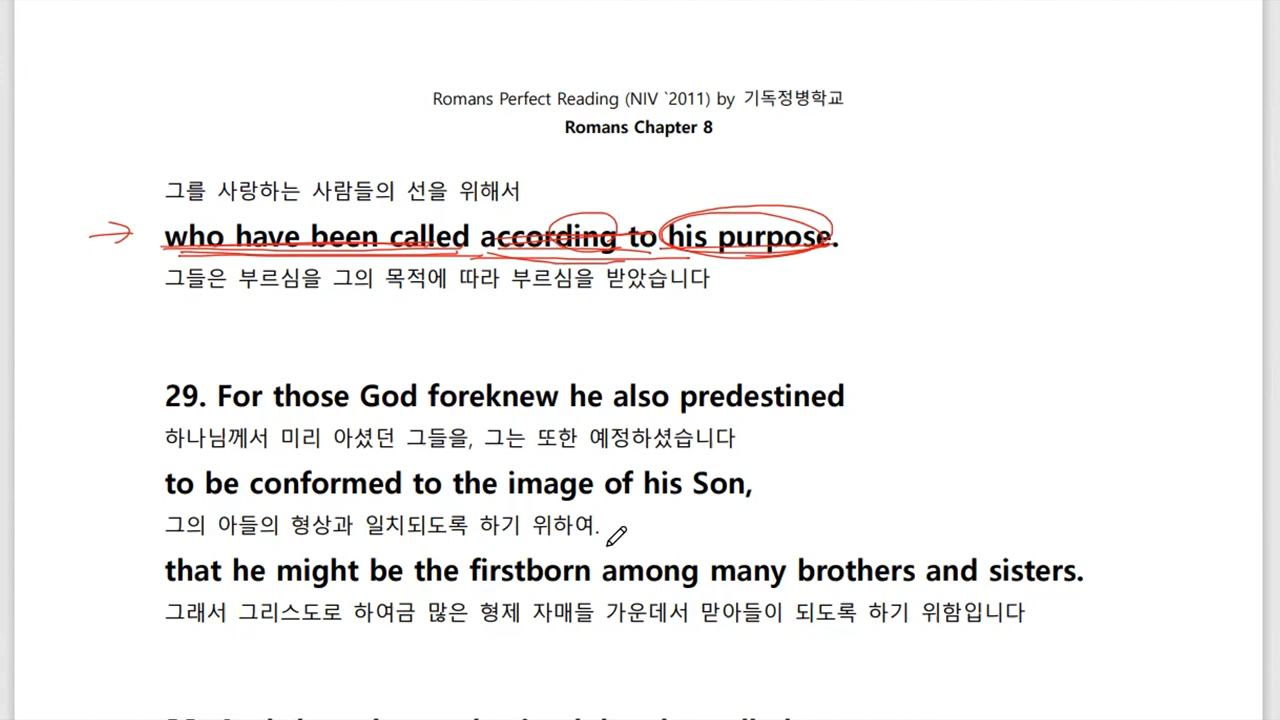 Romans Perfect Reading (NIV `2011) by 기독정병학교
Romans Chapter 8
그를 사랑하는 사람들의 선을 위해서
who have been called according to his purpose.
그들은 부르심을 그의 목적에 따라 부르심을 받았습니다
29. For those God foreknew he also predestined
하나님께서 미리 아셨던 그들을, 그는 또한 예정하셨습니다
to be conformed to the image of his Son,
그의 아들의 형상과 일치되도록 하기 위하여.
that he might be the firstborn among many brothers and sisters.
그래서 그리스도로 하여금 많은 형제 자매들 가운데서 맏아들이 되도록 하기 위함입니다